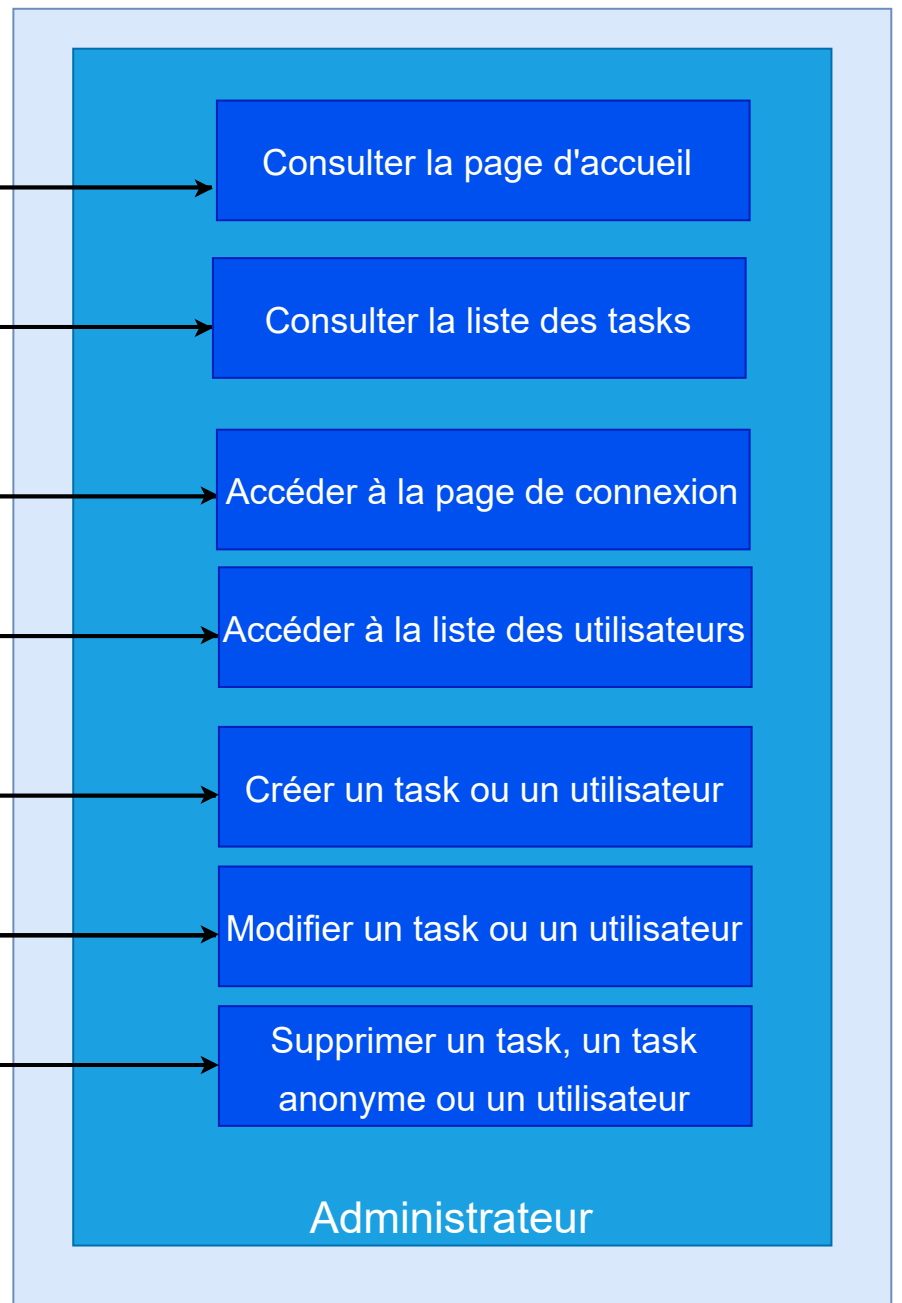 Consulter la page d'accueil
Consulter la liste des tasks
Accéder à la page de connexion
Accéder à la liste des utilisateurs
Créer un task ou un utilisateur
Modifier un task ou un utilisateur
Supprimer un task, un task
anonyme ou un utilisateur
Administrateur